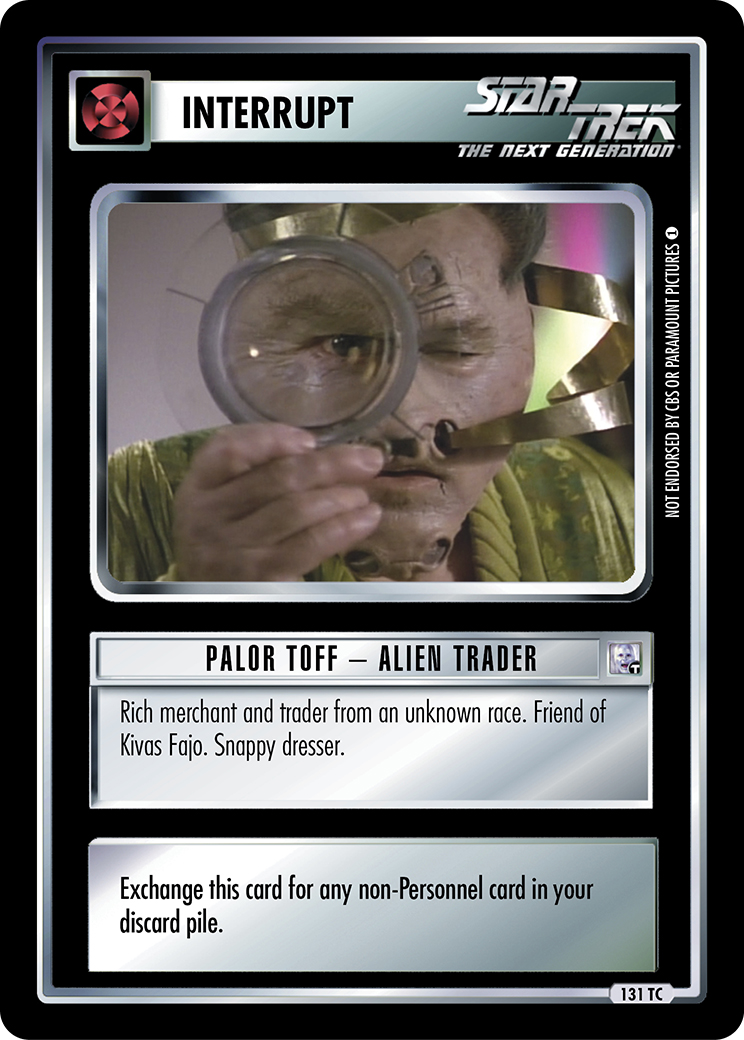 INTERRUPT
STAR TREK
THE NEXT GENERATION
NOT ENDORSED BY CBS OR PARAMOUNT PICTURES 1
PALOR TOFF – ALIEN TRADER
T
Rich merchant and trader from an unknown race. Friend of
Kivas Fajo. Snappy dresser.
Exchange this card for any non-Personnel card in your
discard pile.
131 TC